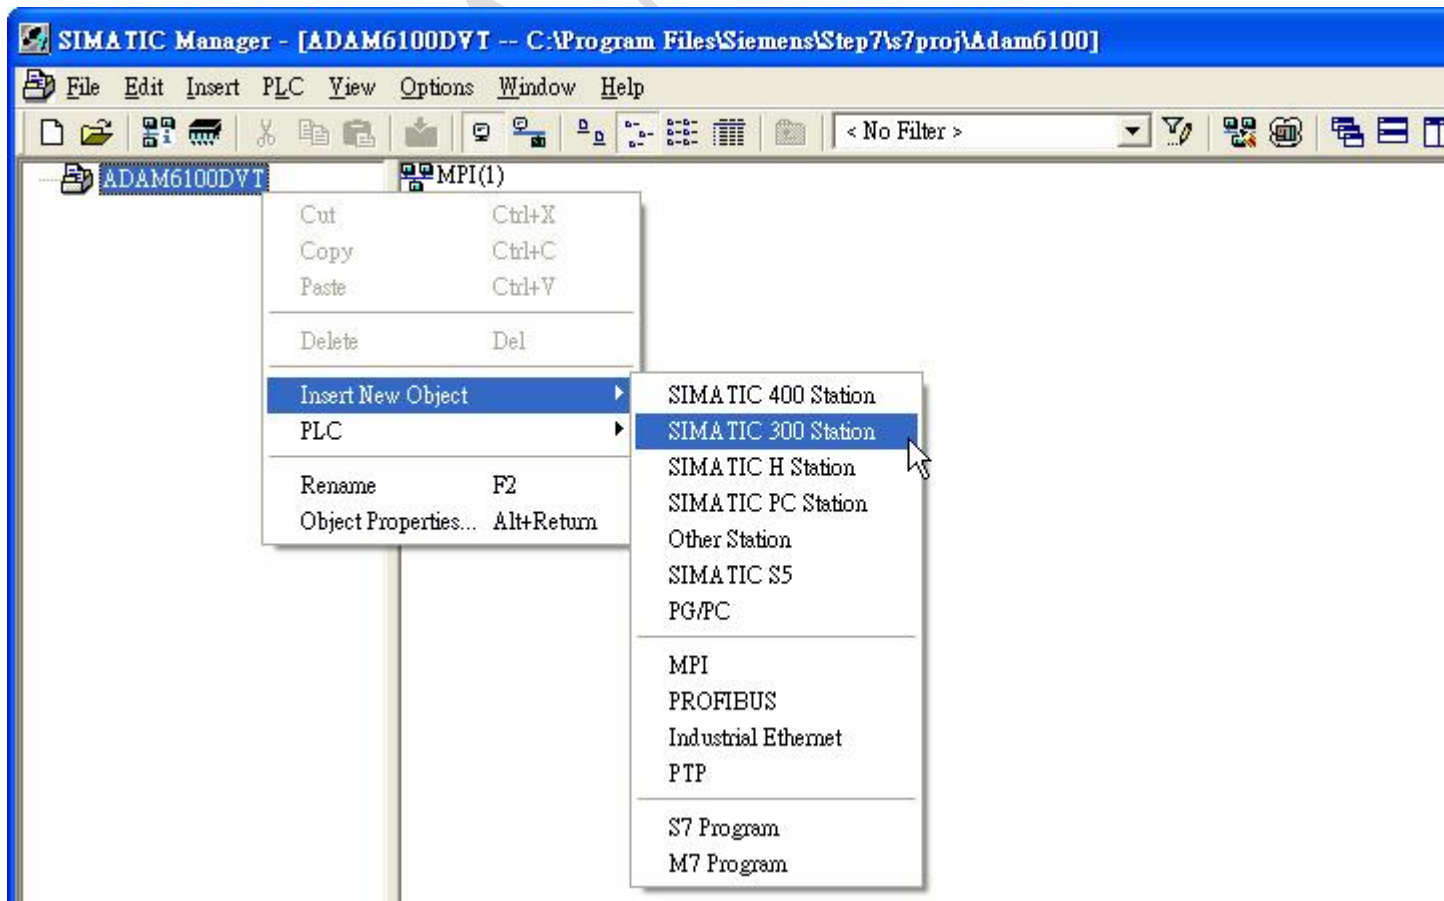 SIMATIC Manager - [ADAM6100DVT -- C:\Program Files\Siemens\Step7\s7proj\Adam6100]
File Edit Insert PLC View Options Window Help
< No Filter >
ADAM6100DVT MPI(1)
Cut Ctrl+X
Copy Ctrl+C
Paste Ctrl+V
Delete Del
Insert New Object
PLC
Rename F2
Object Properties... Alt+Return
SIMATIC 400 Station
SIMATIC 300 Station
SIMATIC H Station
SIMATIC PC Station
Other Station
SIMATIC S5
PG/PC
MPI
PROFIBUS
Industrial Ethernet
PTP
S7 Program
M7 Program